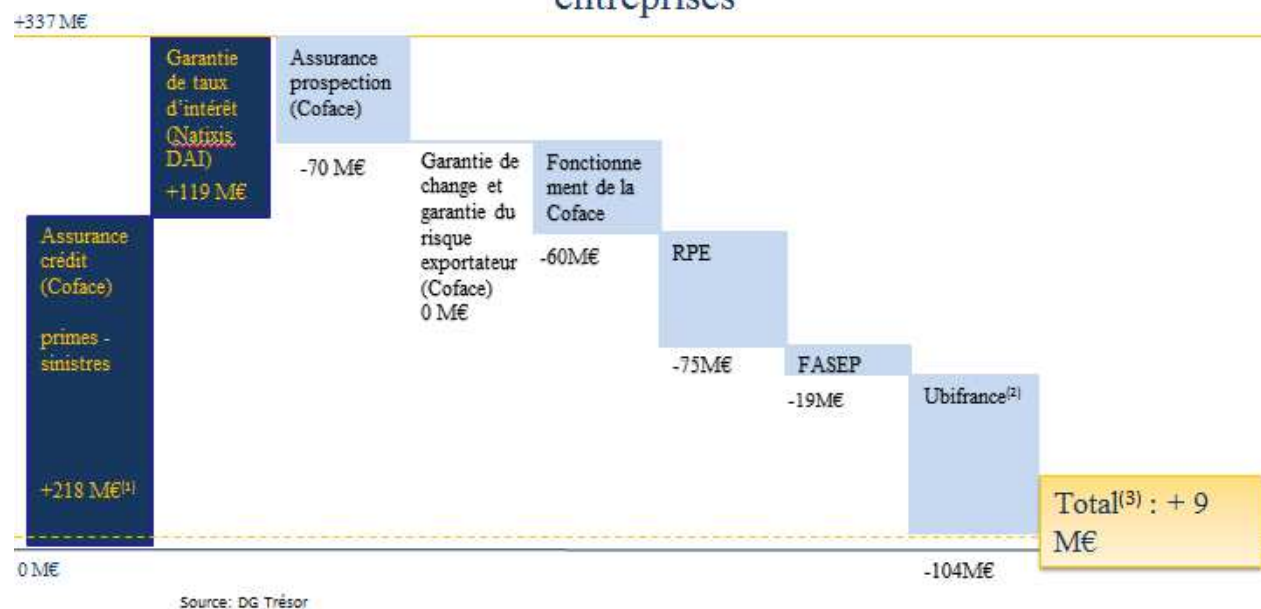 entreprises
+337 M€
Garantie
de taux
d'intérêt
(Natixis
DAI)
+119 M€
Assurance
prospection
(Coface)
-70 M€
Garantie de
change et
garantie du
risque
exportateur
(Coface)
0 M€
Fonctionne
ment de la
Coface
-60M€
Assurance
crédit
(Coface)
primes -
sinistres
+218 M€(1)
RPE
-75M€
FASEP
-19M€
Ubifrance(2)
-104M€
Total(3) : + 9
M€
0 M€
Source: DG Trésor